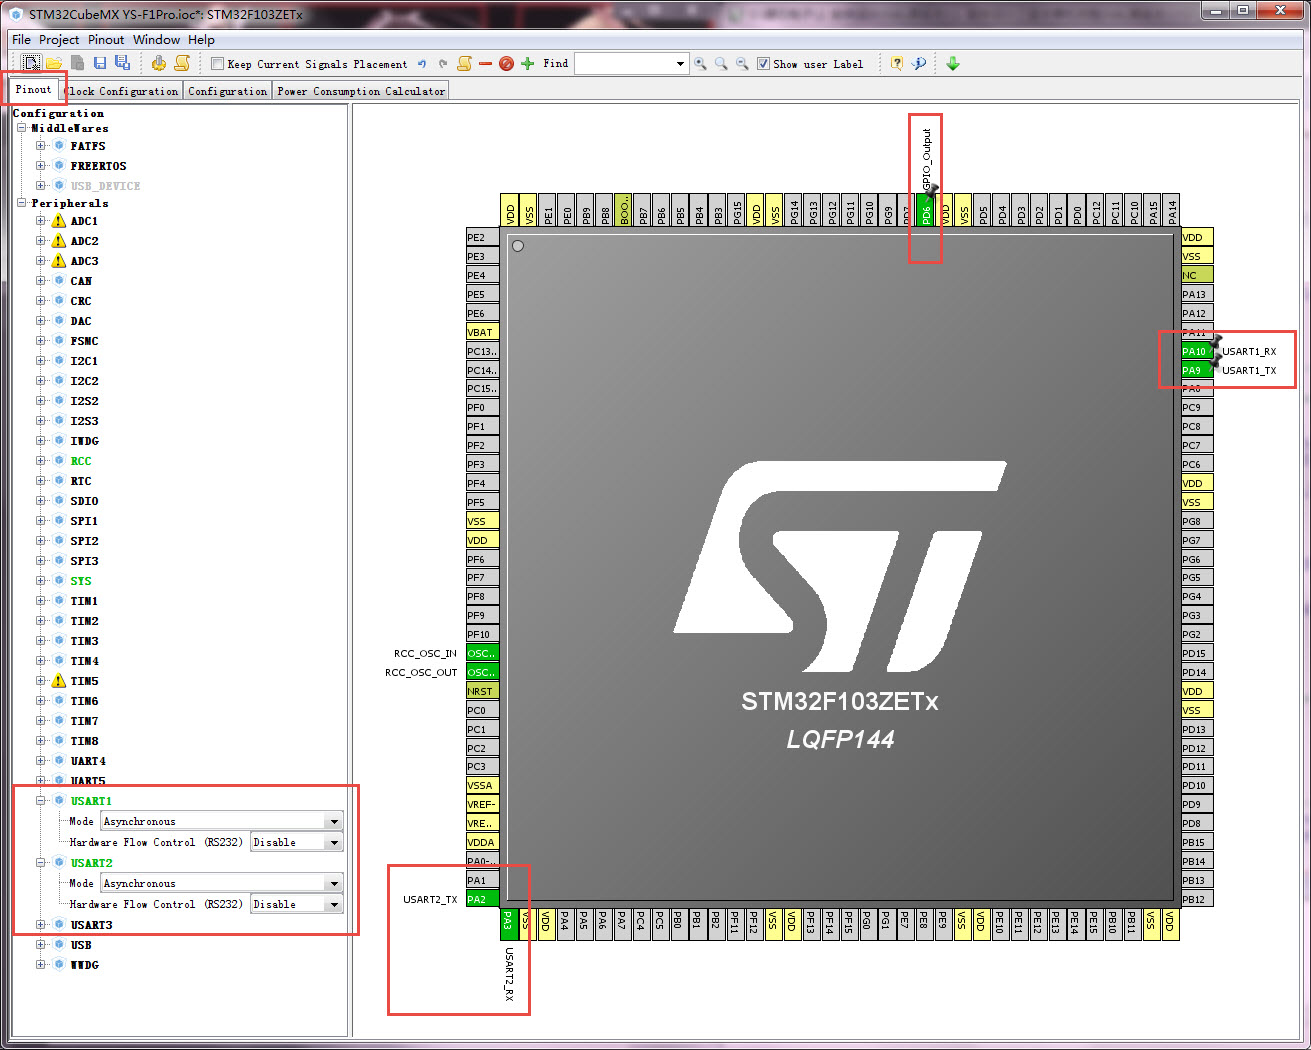 STM32CubeMX YS-F1Pro.ioc*: STM32F103ZETx
File Project Pinout Window Help
Keep Current Signals Placement Find Show user Label
Pinout Clock Configuration Configuration Power Consumption Calculator
Configuration
MiddleWares
FATFS
FREERTOS
USB_DEVICE
Peripherals
ADC1
ADC2
ADC3
CAN
CRC
DAC
FSMC
I2C1
I2C2
I2S2
I2S3
IWDG
RCC
RTC
SDIO
SPI1
SPI2
SPI3
SYS
TIM1
TIM2
TIM3
TIM4
TIM5
TIM6
TIM7
TIM8
UART4
UART5
USART1
Mode Asynchronous
Hardware Flow Control (RS232) Disable
USART2
Mode Asynchronous
Hardware Flow Control (RS232) Disable
USART3
USB
WWDG
GPIO_Output
VDD VSS PE1 PE0 PB9 PB8 BOO.. PB7 PB6 PB5 PB4 PB3 PG15 VDD VSS PG14 PG13 PG12 PG11 PG10 PG9 PD7 PD6 VDD VSS PD5 PD4 PD3 PD2 PD1 PD0 PC12 PC11 PC10 PA15 PA14
PE2
PE3
PE4
PE5
PE6
VBAT
PC13..
PC14..
PC15..
PF0
PF1
PF2
PF3
PF4
PF5
VSS
VDD
PF6
PF7
PF8
PF9
PF10
RCC_OSC_IN OSC..
RCC_OSC_OUT OSC..
NRST
PC0
PC1
PC2
PC3
VSSA
VREF-
VRE..
VDDA
PA0-..
PA1
USART2_TX PA2
STM32F103ZETx
LQFP144
VDD
VSS
NC
PA13
PA12
PA11
PA10 USART1_RX
PA9 USART1_TX
PA8
PC9
PC8
PC7
PC6
VDD
VSS
PG8
PG7
PG6
PG5
PG4
PG3
PG2
PD15
PD14
VDD
VSS
PD13
PD12
PD11
PD10
PD9
PD8
PB15
PB14
PB13
PB12
PA3 VSS VDD PA4 PA5 PA6 PA7 PC4 PC5 PB0 PB1 PB2 PF11 PF12 VSS VDD PF13 PF14 PF15 PG0 PG1 PE7 PE8 PE9 VSS VDD PE10 PE11 PE12 PE13 PE14 PE15 PB10 PB11 VSS VDD
USART2_RX